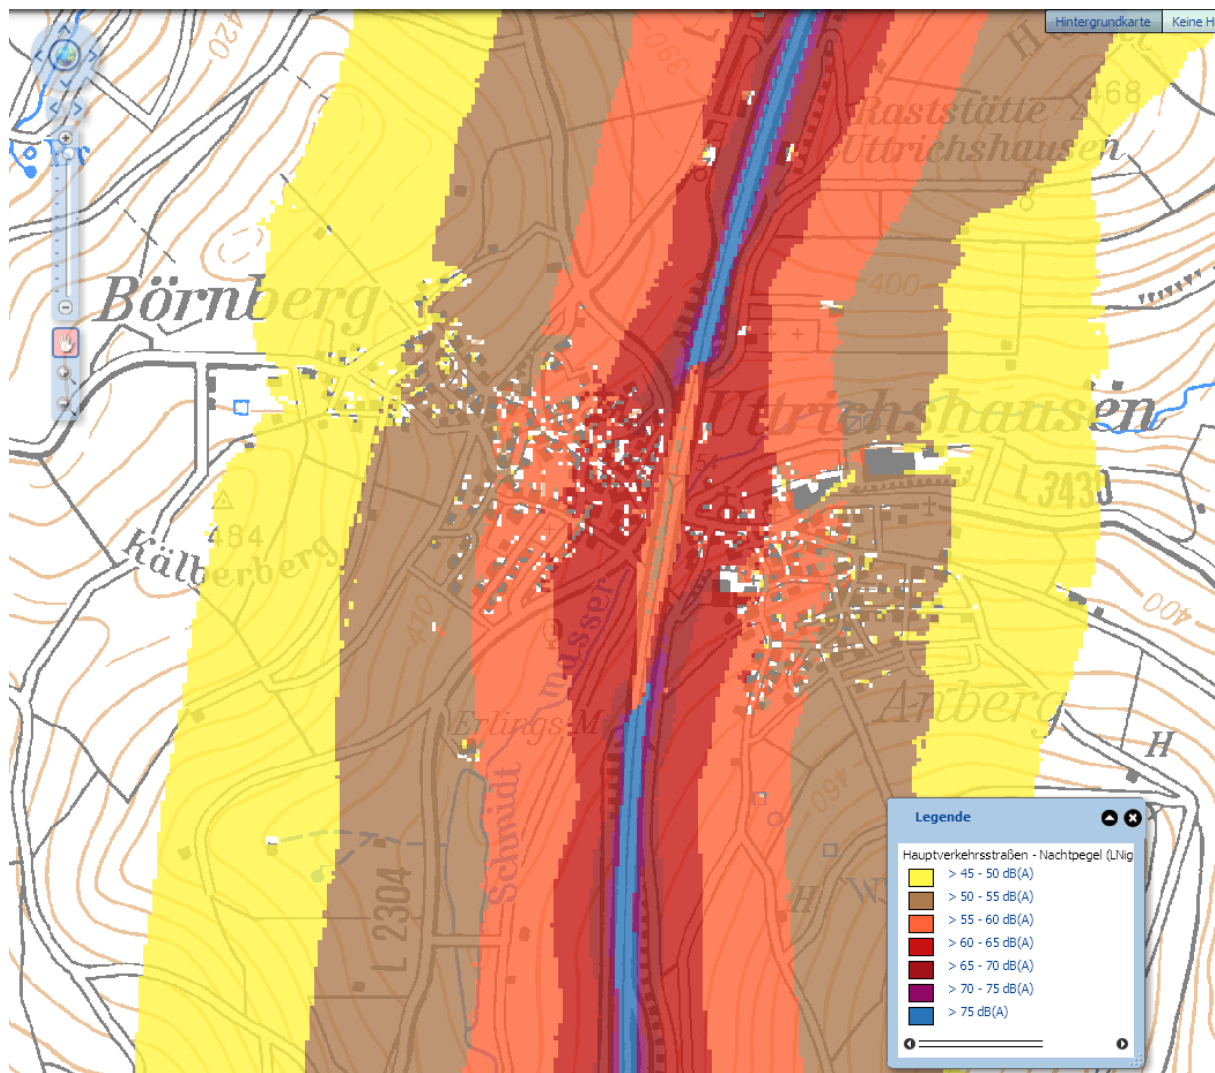 Hintergrundkarte
Keine H
420
390
H
468
Raststätte
Uttrichshausen
400
Börnberg
Uttrichshausen
54
L 3430
484
Kälberberg
410
400
musser
Anberg
Erlings-M
H
Schmidt
460
L 2304
H
W
Legende
Hauptverkehrsstraßen - Nachtpegel (LNig
> 45 - 50 dB(A)
> 50 - 55 dB(A)
> 55 - 60 dB(A)
> 60 - 65 dB(A)
> 65 - 70 dB(A)
> 70 - 75 dB(A)
> 75 dB(A)